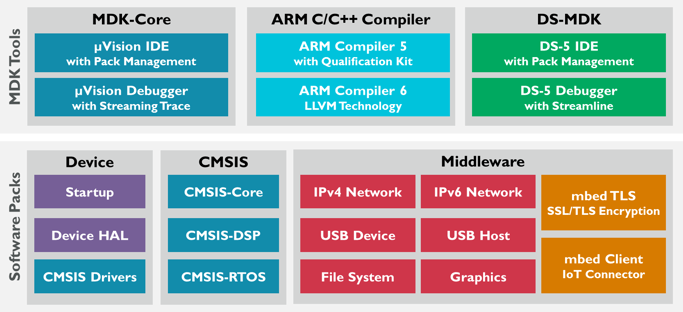 MDK Tools
MDK-Core
µVision IDE
with Pack Management
µVision Debugger
with Streaming Trace
ARM C/C++ Compiler
ARM Compiler 5
with Qualification Kit
ARM Compiler 6
LLVM Technology
DS-MDK
DS-5 IDE
with Pack Management
DS-5 Debugger
with Streamline
Software Packs
Device
Startup
Device HAL
CMSIS Drivers
CMSIS
CMSIS-Core
CMSIS-DSP
CMSIS-RTOS
Middleware
IPv4 Network
IPv6 Network
USB Device
USB Host
File System
Graphics
mbed TLS
SSL/TLS Encryption
mbed Client
IoT Connector